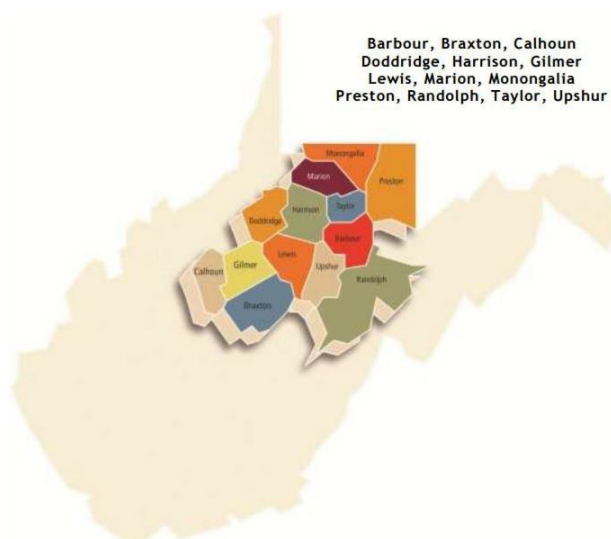 Barbour, Braxton, Calhoun
Doddridge, Harrison, Gilmer
Lewis, Marion, Monongalia
Preston, Randolph, Taylor, Upshur
Monongalia
Marion
Preston
Harrison
Taylor
Doddridge
Barbour
Lewis
Gilmer
Calhoun
Upshur
Randolph
Braxton